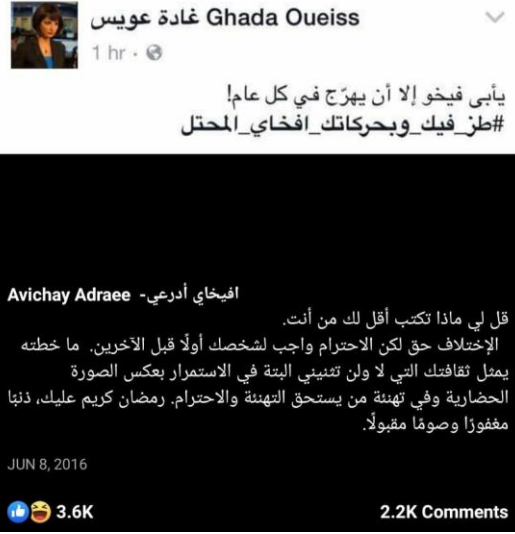 غادة عويس Ghada Oueiss
1 hr ·
يأبى فيخو إلا أن يهرّج في كل عام!
#طز_فيك_وبحركاتك_افخاي_المحتل
Avichay Adraee -افيخاي أدرعي
قل لي ماذا تكتب أقل لك من أنت.
الإختلاف حق لكن الاحترام واجب لشخصك أولًا قبل الآخرين. ما خطته
يمثل ثقافتك التي لا ولن تثنيني البتة في الاستمرار بعكس الصورة
الحضارية وفي تهنئة من يستحق التهنئة والاحترام. رمضان كريم عليك، ذنبًا
مغفورًا وصومًا مقبولًا.
JUN 8, 2016
3.6K
2.2K Comments